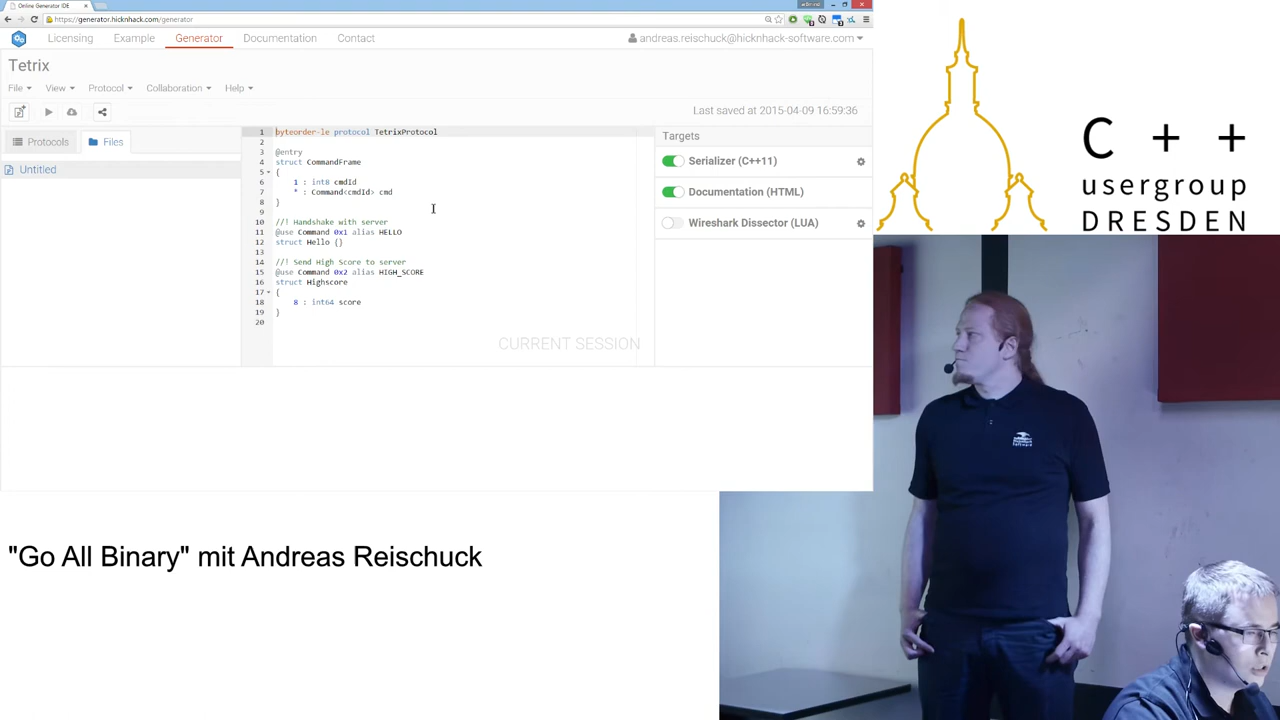 Online Generator IDE
https://generator.hicknhack.com/generator
Licensing Example Generator Documentation Contact
andreas.reischuck@hicknhack-software.com
Tetrix
File View Protocol Collaboration Help
Last saved at 2015-04-09 16:59:36
Protocols Files
Untitled
1 byteorder-le protocol TetrixProtocol
2
3 @entry
4 struct CommandFrame
5 {
6 1 : int8 cmdId
7 * : Command<cmdId> cmd
8 }
9
10 //! Handshake with server
11 @use Command 0x1 alias HELLO
12 struct Hello {}
13
14 //! Send High Score to server
15 @use Command 0x2 alias HIGH_SCORE
16 struct Highscore
17 {
18 8 : int64 score
19 }
20
CURRENT SESSION
Targets
Serializer (C++11)
Documentation (HTML)
Wireshark Dissector (LUA)
C + +
usergroup
DRESDEN
"Go All Binary" mit Andreas Reischuck